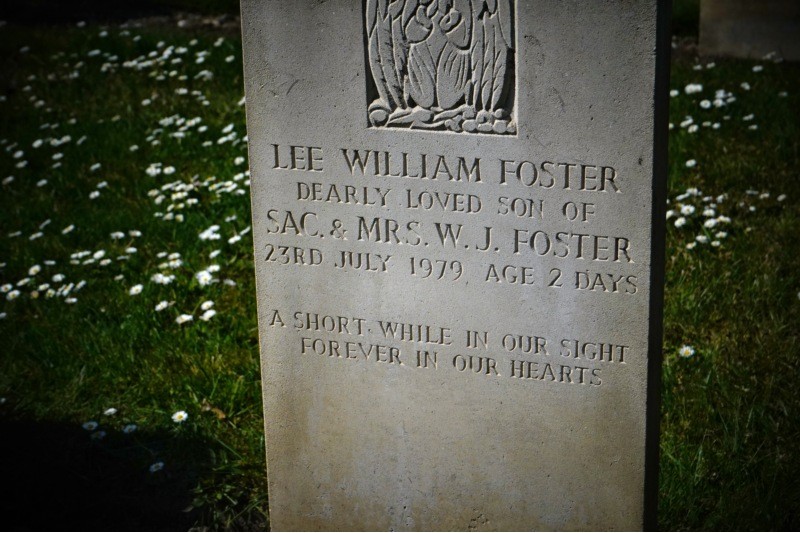 LEE WILLIAM FOSTER
DEARLY LOVED SON OF
SAC. & MRS. W. J. FOSTER
23RD JULY 1979, AGE 2 DAYS
A SHORT WHILE IN OUR SIGHT
FOREVER IN OUR HEARTS